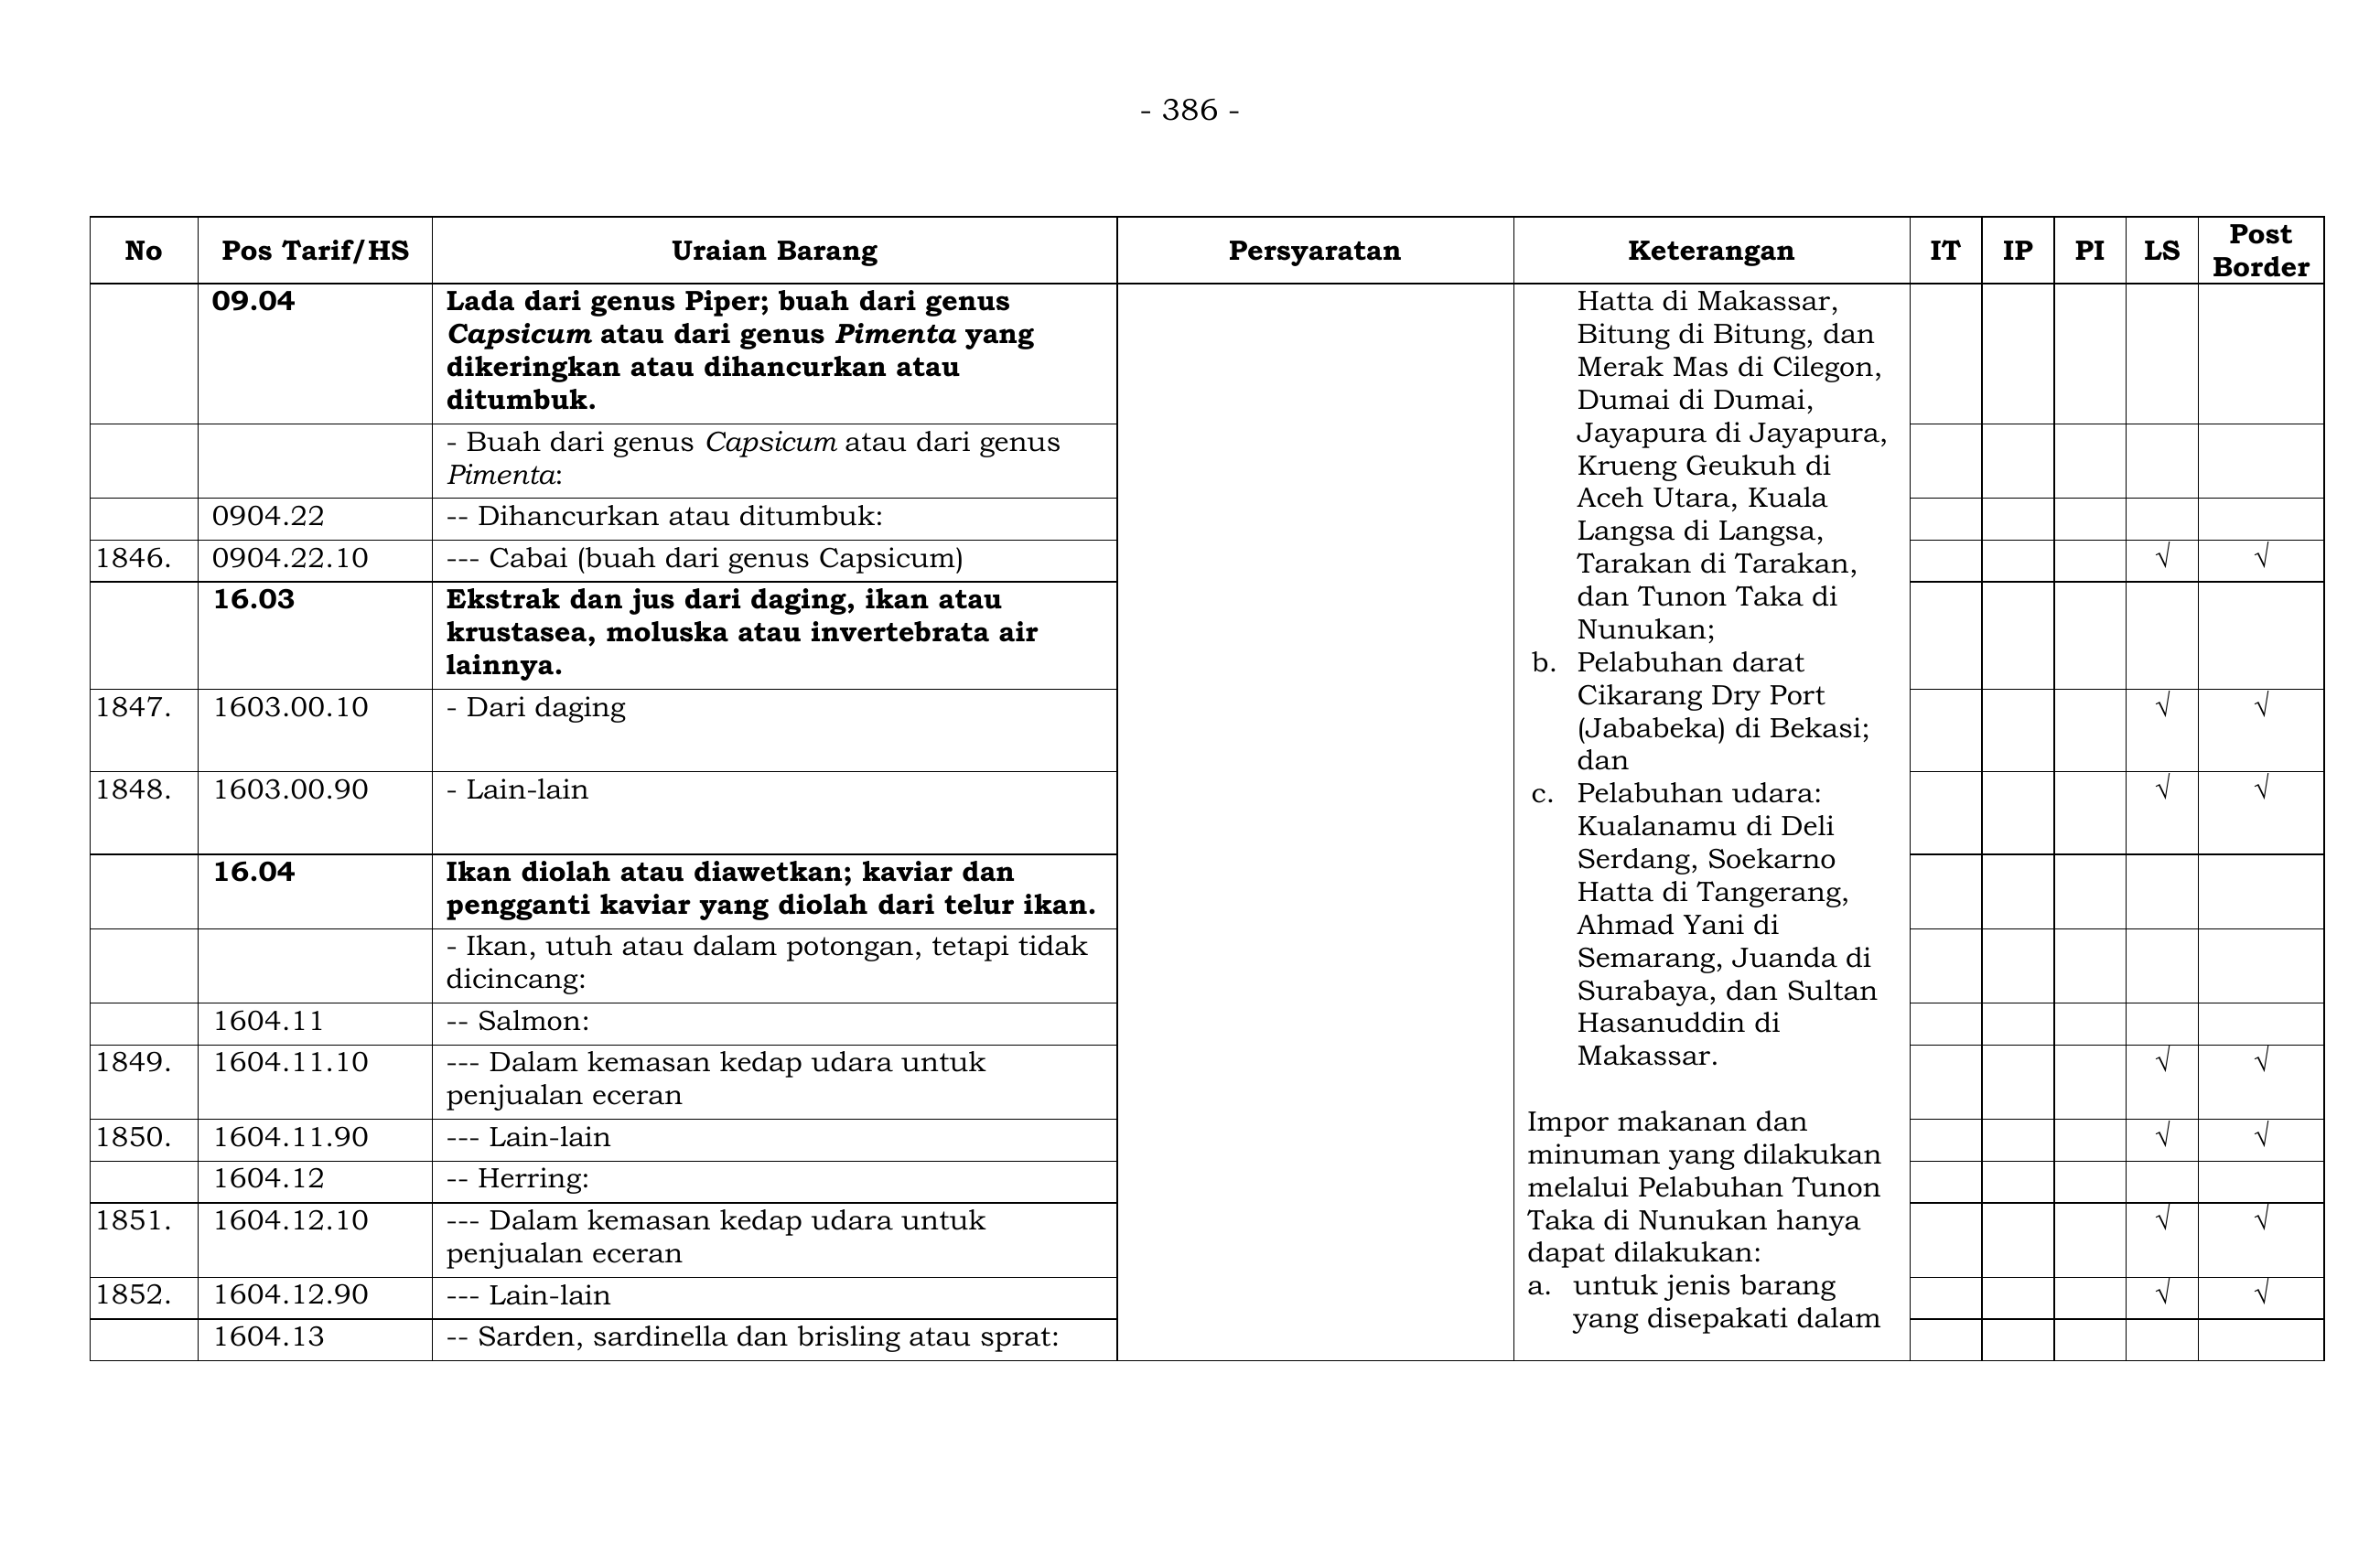 - 386 -
No Pos Tarif/HS Uraian Barang Persyaratan Keterangan IT IP PI LS Post Border
09.04 Lada dari genus Piper; buah dari genus
Capsicum atau dari genus Pimenta yang
dikeringkan atau dihancurkan atau
ditumbuk.
- Buah dari genus Capsicum atau dari genus
Pimenta:
0904.22 -- Dihancurkan atau ditumbuk:
1846. 0904.22.10 --- Cabai (buah dari genus Capsicum) √ √
16.03 Ekstrak dan jus dari daging, ikan atau
krustasea, moluska atau invertebrata air
lainnya.
1847. 1603.00.10 - Dari daging √ √
1848. 1603.00.90 - Lain-lain √ √
16.04 Ikan diolah atau diawetkan; kaviar dan
pengganti kaviar yang diolah dari telur ikan.
- Ikan, utuh atau dalam potongan, tetapi tidak
dicincang:
1604.11 -- Salmon:
1849. 1604.11.10 --- Dalam kemasan kedap udara untuk √ √
penjualan eceran
1850. 1604.11.90 --- Lain-lain √ √
1604.12 -- Herring:
1851. 1604.12.10 --- Dalam kemasan kedap udara untuk √ √
penjualan eceran
1852. 1604.12.90 --- Lain-lain √ √
1604.13 -- Sarden, sardinella dan brisling atau sprat:
Hatta di Makassar,
Bitung di Bitung, dan
Merak Mas di Cilegon,
Dumai di Dumai,
Jayapura di Jayapura,
Krueng Geukuh di
Aceh Utara, Kuala
Langsa di Langsa,
Tarakan di Tarakan,
dan Tunon Taka di
Nunukan;
b. Pelabuhan darat
Cikarang Dry Port
(Jababeka) di Bekasi;
dan
c. Pelabuhan udara:
Kualanamu di Deli
Serdang, Soekarno
Hatta di Tangerang,
Ahmad Yani di
Semarang, Juanda di
Surabaya, dan Sultan
Hasanuddin di
Makassar.
Impor makanan dan
minuman yang dilakukan
melalui Pelabuhan Tunon
Taka di Nunukan hanya
dapat dilakukan:
a. untuk jenis barang
yang disepakati dalam